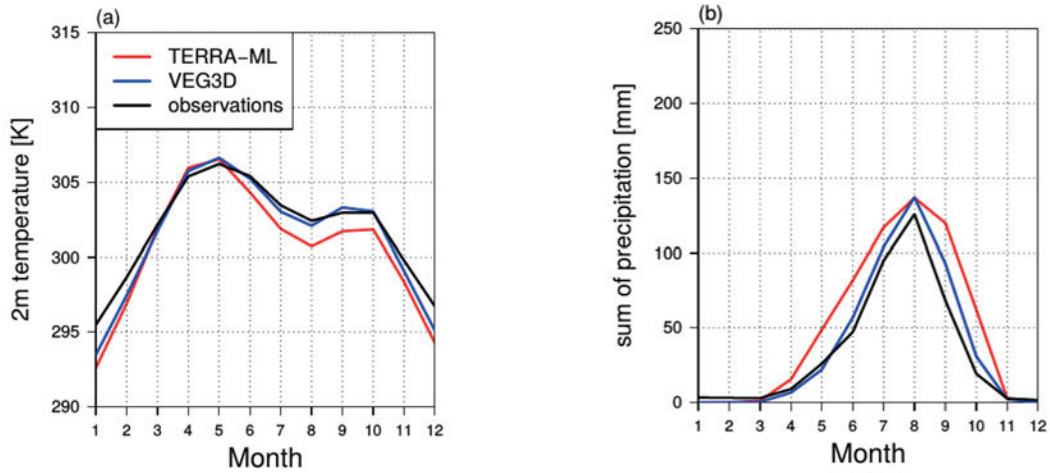 (a)
315
310
305
300
295
290
2m temperature [K]
TERRA−ML
VEG3D
observations
1 2 3 4 5 6 7 8 9 10 11 12
Month
(b)
250
200
150
100
50
0
sum of precipitation [mm]
1 2 3 4 5 6 7 8 9 10 11 12
Month